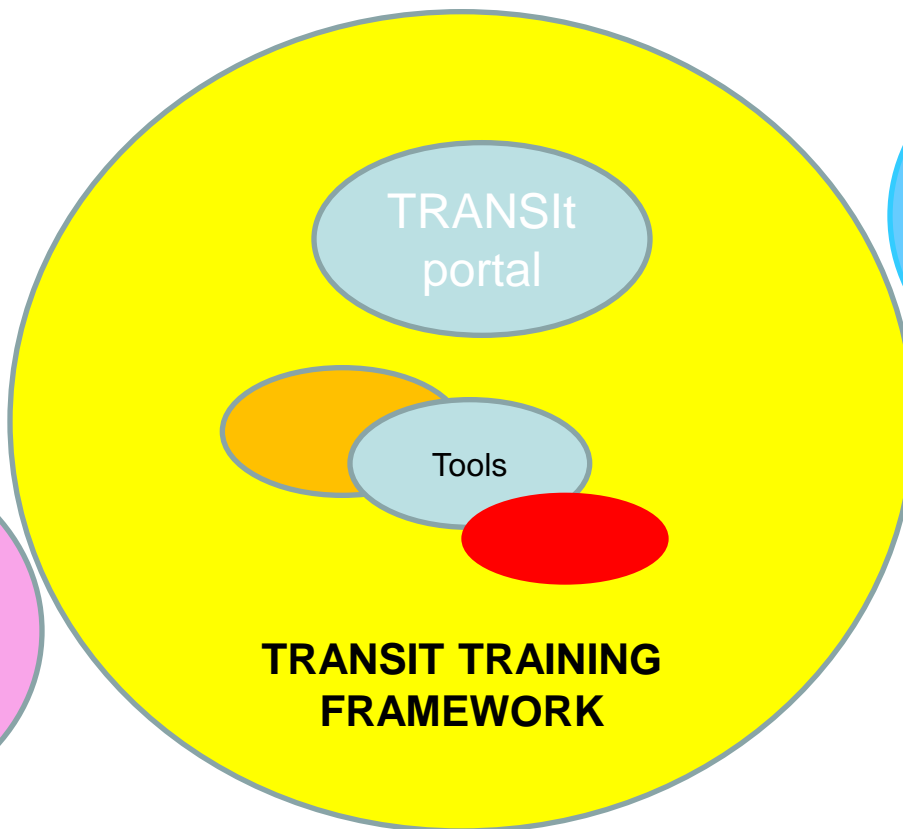 TRANSIt
portal
Tools
TRANSIT TRAINING
FRAMEWORK